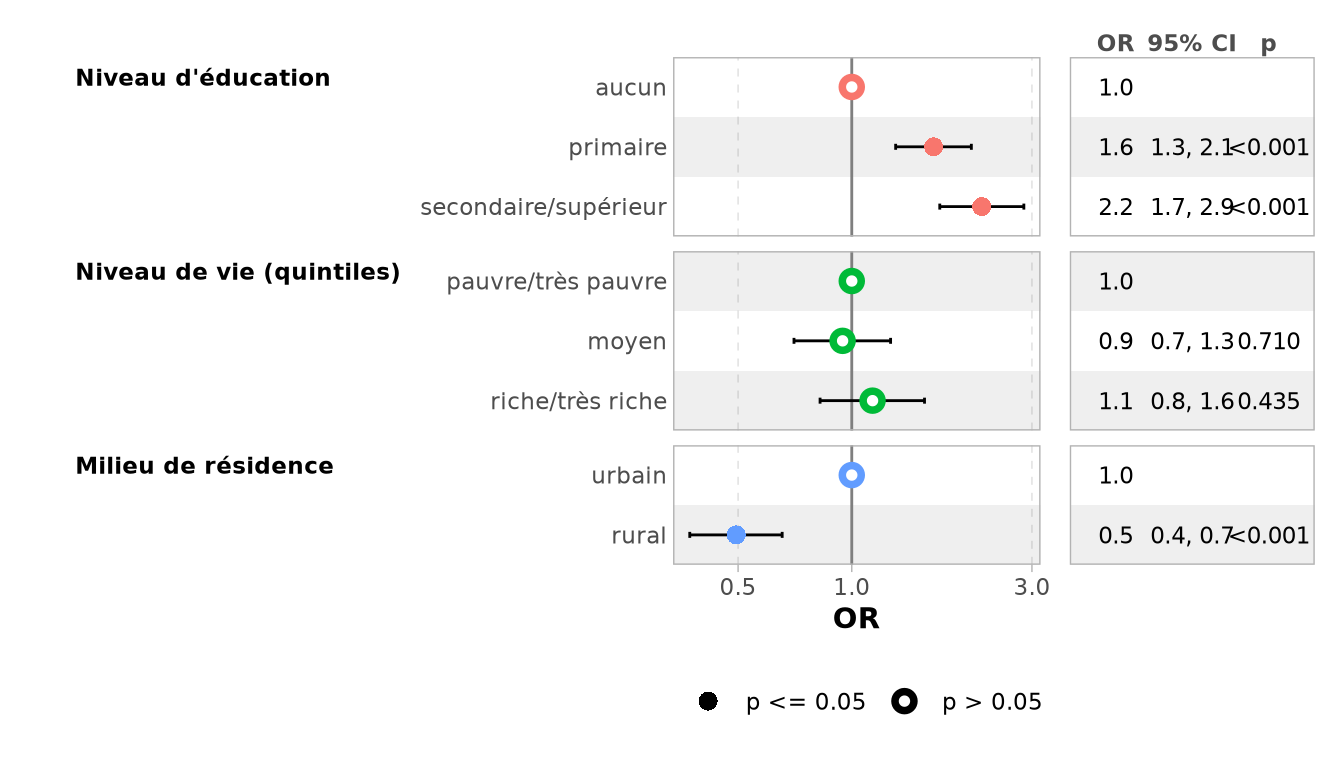 OR 95% CI p
Niveau d'éducation
aucun 1.0
primaire 1.6 1.3, 2.1 <0.001
secondaire/supérieur 2.2 1.7, 2.9 <0.001
Niveau de vie (quintiles)
pauvre/très pauvre 1.0
moyen 0.9 0.7, 1.3 0.710
riche/très riche 1.1 0.8, 1.6 0.435
Milieu de résidence
urbain 1.0
rural 0.5 0.4, 0.7 <0.001
0.5 1.0 3.0
OR
p <= 0.05 p > 0.05